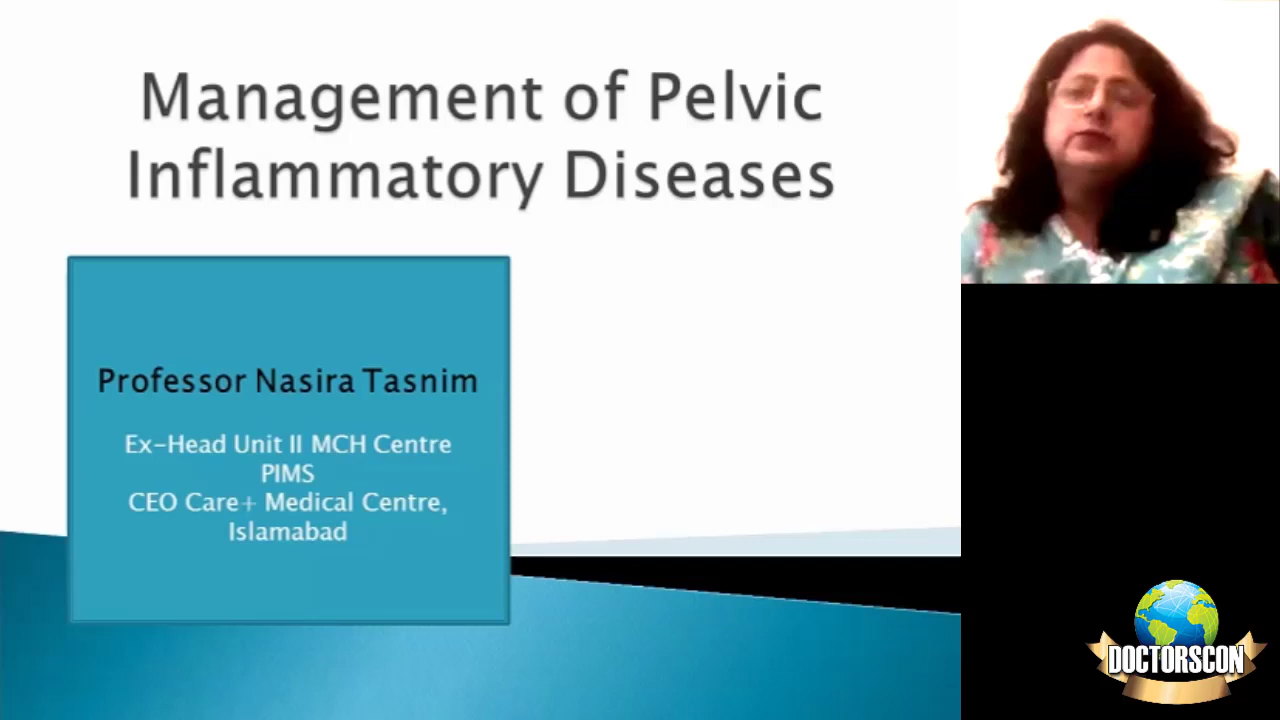 Management of Pelvic
Inflammatory Diseases
Professor Nasira Tasnim
Ex-Head Unit II MCH Centre
PIMS
CEO Care+ Medical Centre,
Islamabad
DOCTORSCON